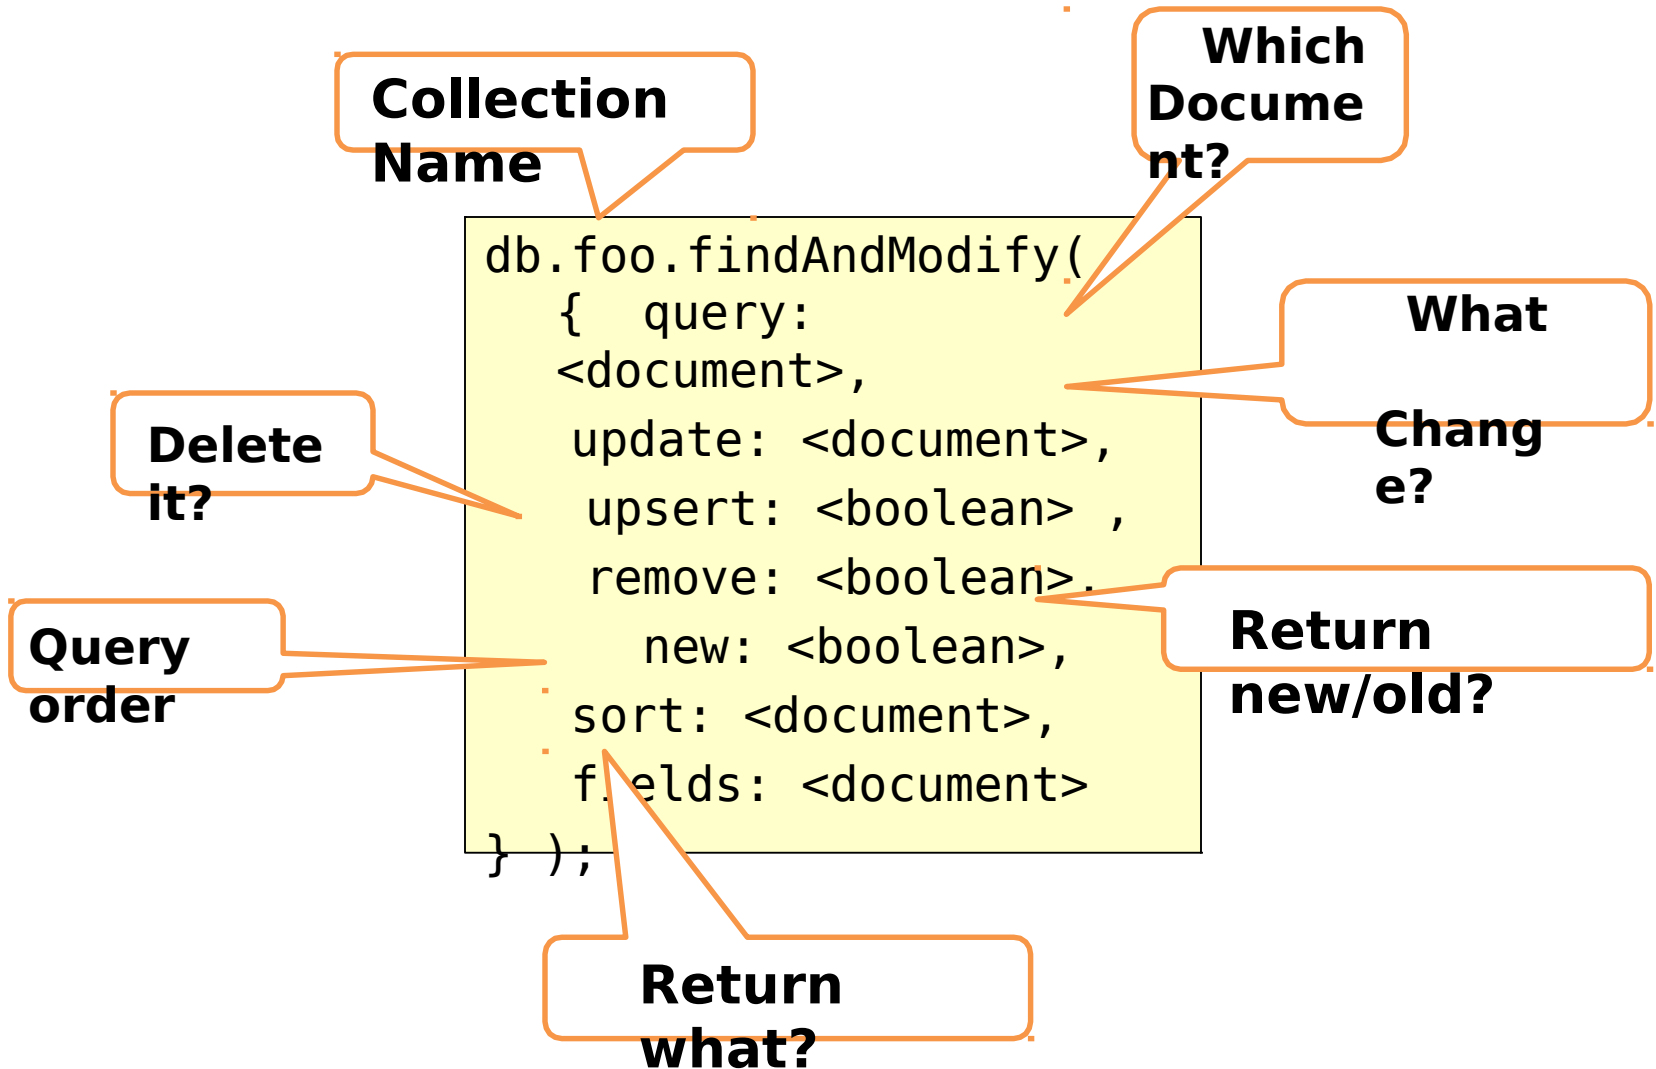 Which
Docume
nt?
Collection
Name
db.foo.findAndModify(
{ query:
<document>,
What
Chang
e?
Delete
it?
update: <document>,
upsert: <boolean> ,
remove: <boolean>,
Query
order
new: <boolean>,
Return
new/old?
sort: <document>,
fields: <document>
} );
Return
what?